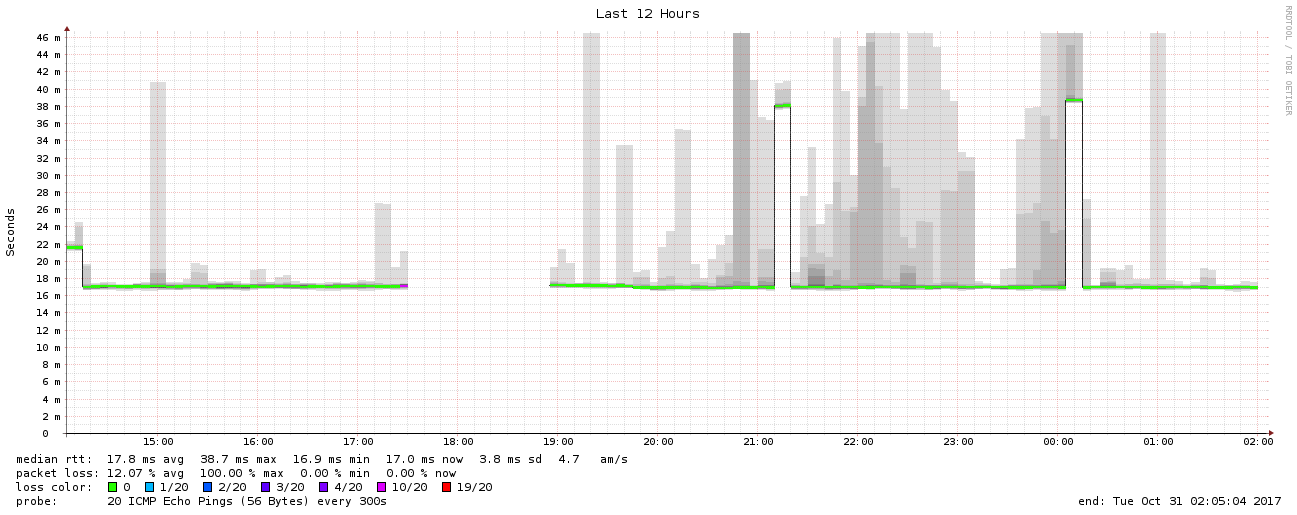 Last 12 Hours
RRDTOOL / TOBI OETIKER
Seconds
46 m
44 m
42 m
40 m
38 m
36 m
34 m
32 m
30 m
28 m
26 m
24 m
22 m
20 m
18 m
16 m
14 m
12 m
10 m
8 m
6 m
4 m
2 m
0
15:00 16:00 17:00 18:00 19:00 20:00 21:00 22:00 23:00 00:00 01:00 02:00
median rtt: 17.8 ms avg 38.7 ms max 16.9 ms min 17.0 ms now 3.8 ms sd 4.7 am/s
packet loss: 12.07 % avg 100.00 % max 0.00 % min 0.00 % now
loss color: 0 1/20 2/20 3/20 4/20 10/20 19/20
probe: 20 ICMP Echo Pings (56 Bytes) every 300s end: Tue Oct 31 02:05:04 2017